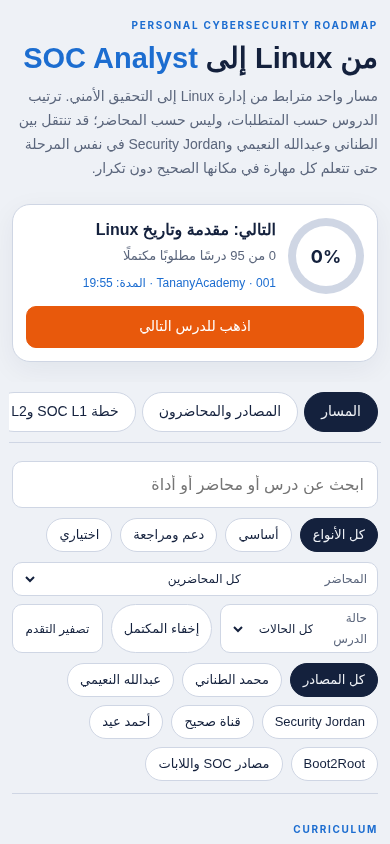 PERSONAL CYBERSECURITY ROADMAP
من Linux إلى SOC Analyst
مسار واحد مترابط من إدارة Linux إلى التحقيق الأمني. ترتيب
الدروس حسب المتطلبات، وليس حسب المحاضر؛ قد تنتقل بين
الطناني وعبدالله النعيمي وSecurity Jordan في نفس المرحلة
حتى تتعلم كل مهارة في مكانها الصحيح دون تكرار.
0%
التالي: مقدمة وتاريخ Linux
0 من 95 درسًا مطلوبًا مكتملًا
001 · TananyAcademy · المدة: 19:55
اذهب للدرس التالي
المسار
المصادر والمحاضرون
خطة SOC L1 وL2
ابحث عن درس أو محاضر أو أداة
كل الأنواع
أساسي
دعم ومراجعة
اختياري
المحاضر
كل المحاضرين
حالة الدرس
كل الحالات
إخفاء المكتمل
تصفير التقدم
كل المصادر
محمد الطناني
عبدالله النعيمي
Security Jordan
قناة صحيح
أحمد عيد
Boot2Root
مصادر SOC واللابات
CURRICULUM